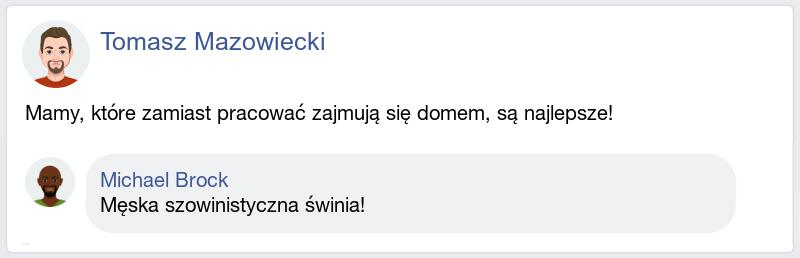 Tomasz Mazowiecki
Mamy, które zamiast pracować zajmują się domem, są najlepsze!
Michael Brock
Męska szowinistyczna świnia!